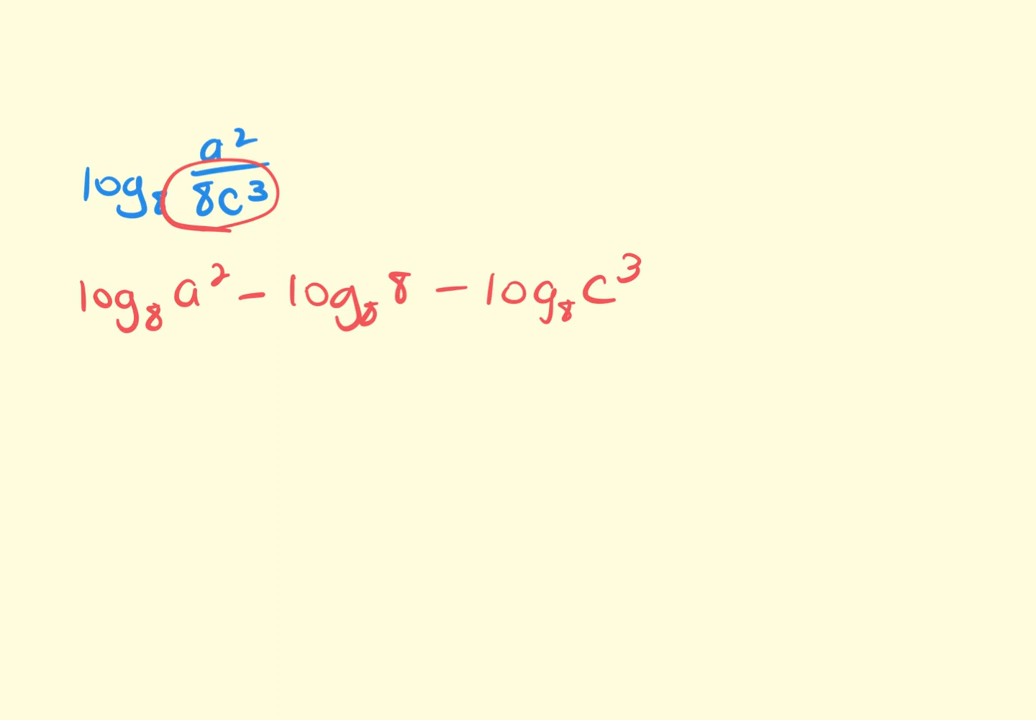 log₈ a²/8c³
log₈ a² − log₈ 8 − log₈ c³